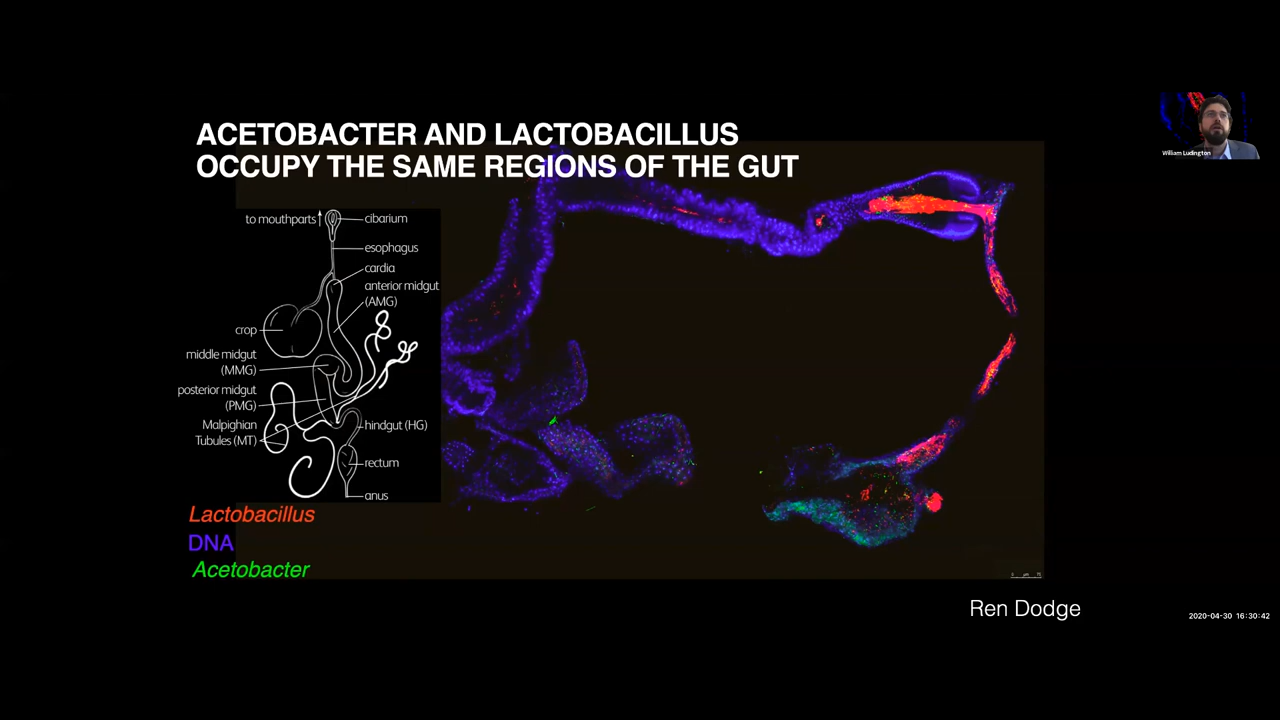 ACETOBACTER AND LACTOBACILLUS
OCCUPY THE SAME REGIONS OF THE GUT
William Ludington
to mouthparts
cibarium
esophagus
cardia
anterior midgut
(AMG)
crop
middle midgut
(MMG)
posterior midgut
(PMG)
Malpighian
Tubules (MT)
hindgut (HG)
rectum
anus
Lactobacillus
DNA
Acetobacter
Ren Dodge
2020-04-30 16:30:42